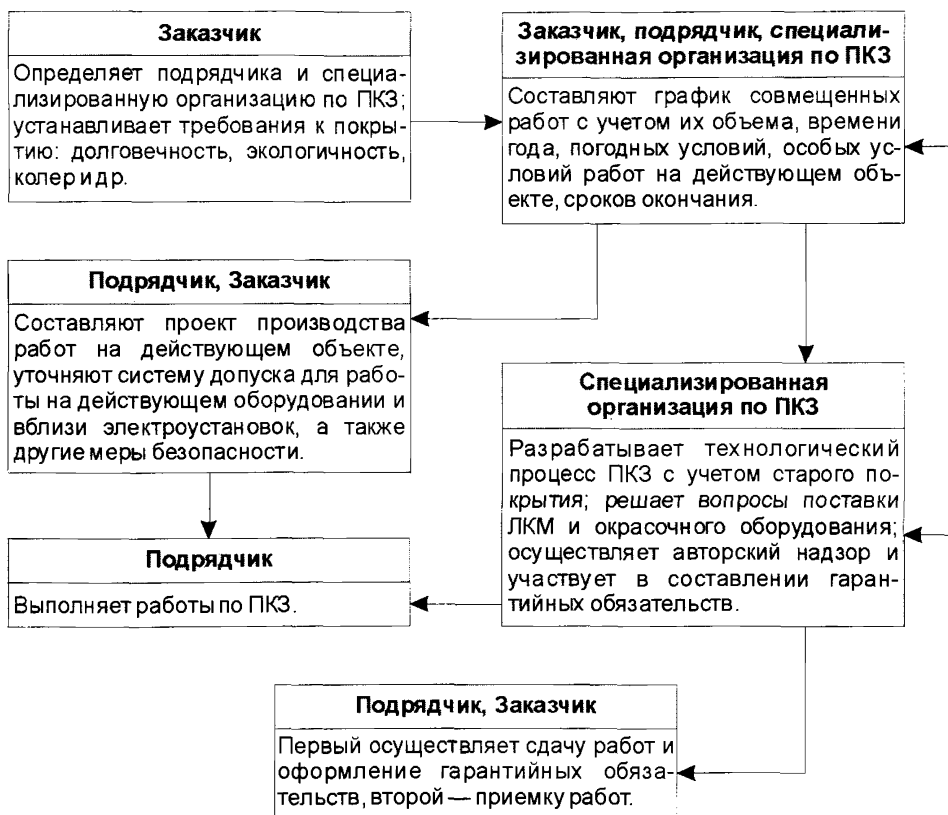 Заказчик
Определяет подрядчика и специа-
лизированную организацию по ПКЗ;
устанавливает требования к покры-
тию: долговечность, экологичность,
колер и др.
Заказчик, подрядчик, специали-
зированная организация по ПКЗ
Составляют график совмещенных
работ с учетом их объема, времени
года, погодных условий, особых ус-
ловий работ на действующем объ-
екте, сроков окончания.
Подрядчик, Заказчик
Составляют проект производства
работ на действующем объекте,
уточняют систему допуска для рабо-
ты на действующем оборудовании и
вблизи электроустановок, а также
другие меры безопасности.
Специализированная
организация по ПКЗ
Разрабатывает технологический
процесс ПКЗ с учетом старого по-
крытия; решает вопросы поставки
ЛКМ и окрасочного оборудования;
осуществляет авторский надзор и
участвует в составлении гаран-
тийных обязательств.
Подрядчик
Выполняет работы по ПКЗ.
Подрядчик, Заказчик
Первый осуществляет сдачу работ и
оформление гарантийных обяза-
тельств, второй — приемку работ.